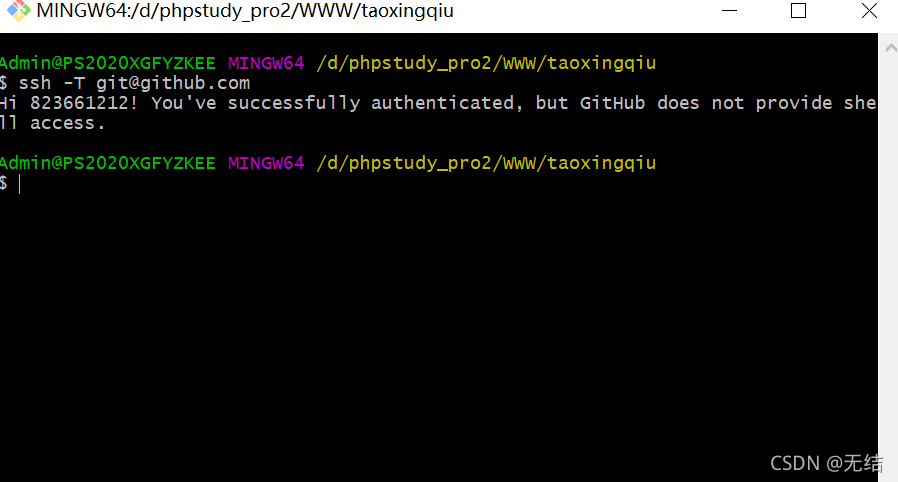 MINGW64:/d/phpstudy_pro2/WWW/taoxingqiu
Admin@PS2020XGFYZKEE MINGW64 /d/phpstudy_pro2/WWW/taoxingqiu
$ ssh -T git@github.com
Hi 823661212! You've successfully authenticated, but GitHub does not provide she
ll access.
Admin@PS2020XGFYZKEE MINGW64 /d/phpstudy_pro2/WWW/taoxingqiu
$
CSDN @无结